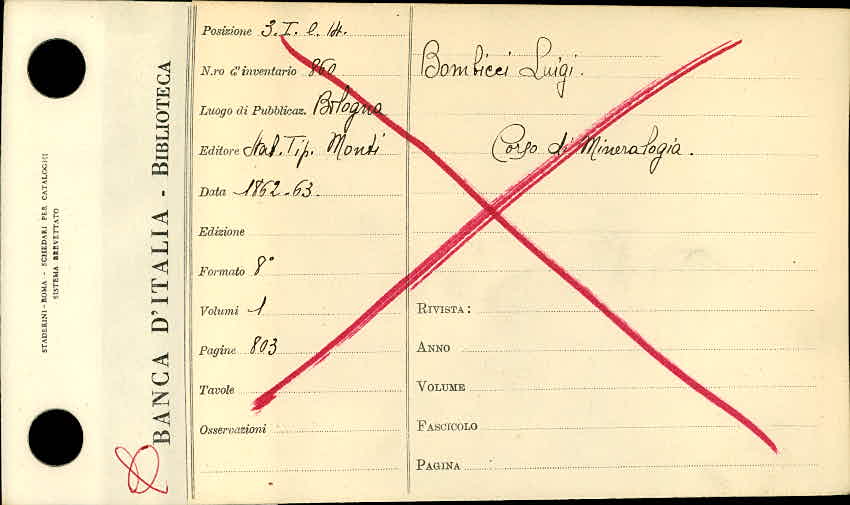 STADERINI - ROMA - SCHEDARI PER CATALOGHI
SISTEMA BREVETTATO
BANCA D'ITALIA - BIBLIOTECA
Posizione 3. I. l. 14.
N.ro d'inventario 860
Luogo di Pubblicaz. Bologna
Editore Stab. Tip. Monti
Data 1862-63.
Edizione
Formato 8°
Volumi 1
Pagine 803
Tavole
Osservazioni
Bombicci Luigi.
Corso di Mineralogia.
RIVISTA:
ANNO
VOLUME
FASCICOLO
PAGINA